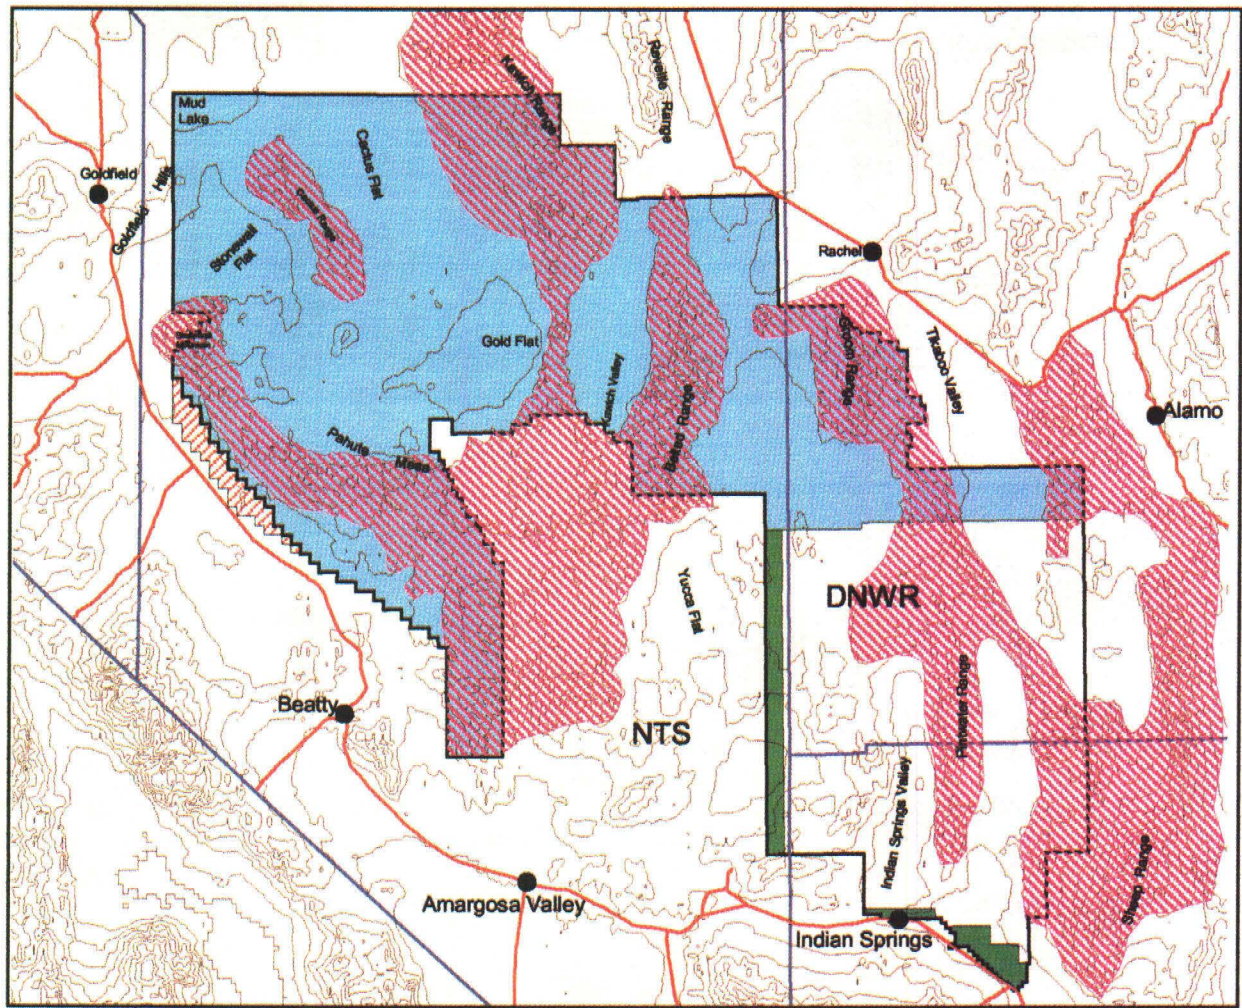 Mud
Lake
Kawich Range
Reveille Range
Goldfield
Goldfield Hills
Cactus Flat
Cactus Range
Stonewall
Flat
Rachel
Gold Flat
Kawich Valley
Belted Range
Groom Range
Tikaboo Valley
Alamo
Pahute Mesa
Yucca Flat
DNWR
Beatty
NTS
Pintwater Range
Indian Springs Valley
Sheep Range
Amargosa Valley
Indian Springs